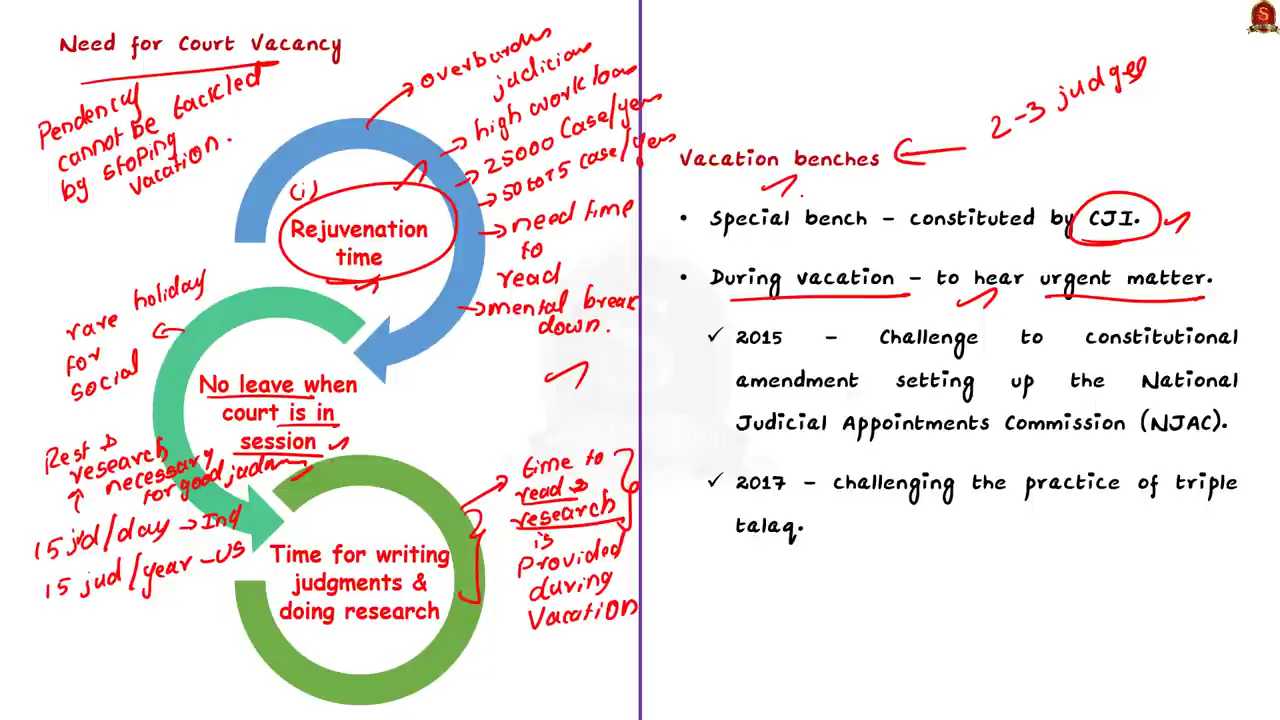 Need for Court Vacancy
Pendency
cannot be tackled
by stoping
vacation.
overburden
judicious
high work load
25000 case/year
50 to 75 case/year
need time
to
read
mental break
down.
(i)
Rejuvenation
time
rare holiday
for
social
No leave when
court is in
session
Rest &
research
necessary
for good judgm
15 jud/day → Ind
15 jud/year - US
Time for writing
judgments &
doing research
time to
read &
research
is
Provided
during
Vacation
2-3 judges
Vacation benches
• Special bench – constituted by CJI.
• During vacation – to hear urgent matter.
✓ 2015 – Challenge to constitutional
amendment setting up the National
Judicial Appointments Commission (NJAC).
✓ 2017 – challenging the practice of triple
talaq.
S